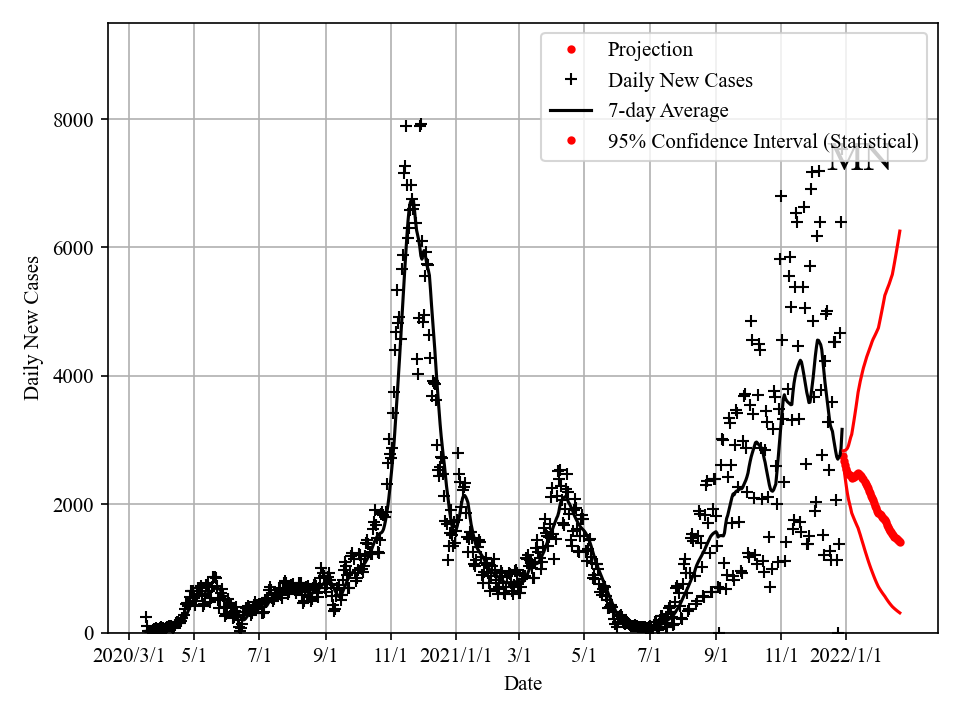 Projection
Daily New Cases
7-day Average
95% Confidence Interval (Statistical)
MN
Daily New Cases
8000
6000
4000
2000
0
2020/3/1 5/1 7/1 9/1 11/1 2021/1/1 3/1 5/1 7/1 9/1 11/1 2022/1/1
Date